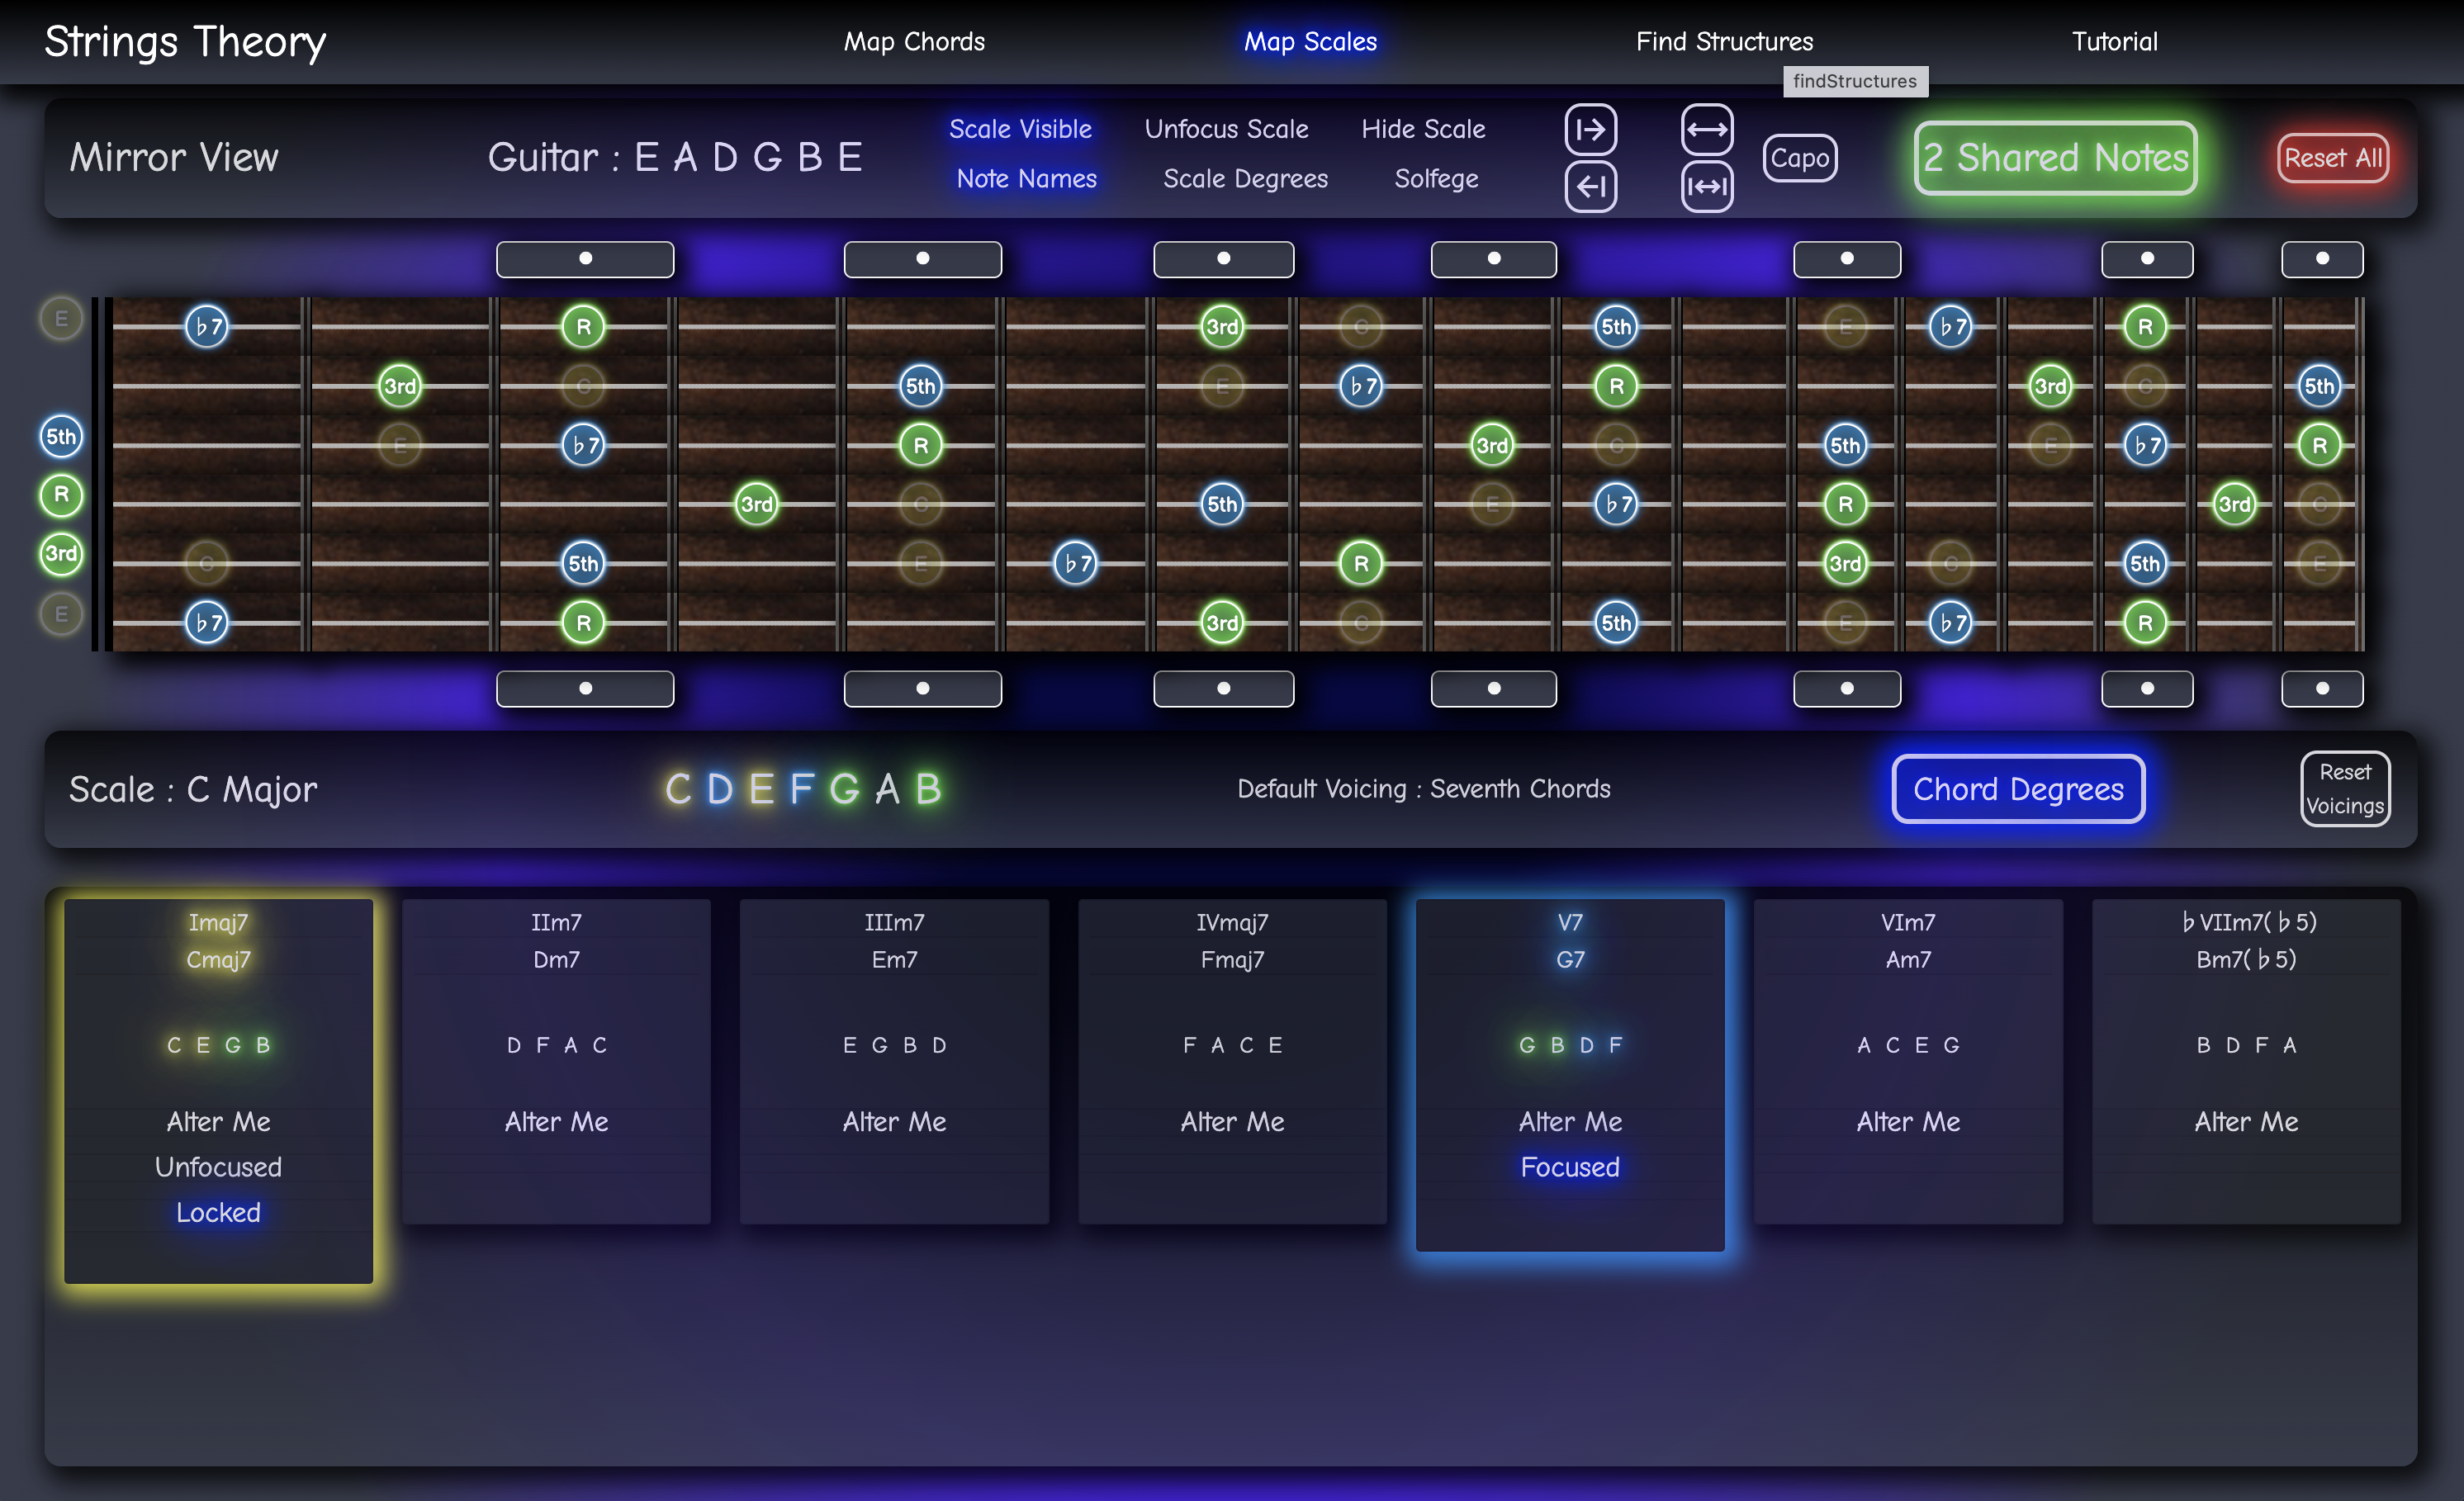 Strings Theory Map Chords Map Scales Find Structures Tutorial
findStructures
Mirror View Guitar : E A D G B E Scale Visible Unfocus Scale Hide Scale Capo 2 Shared Notes Reset All
Note Names Scale Degrees Solfege
E ♭7 R 3rd C 5th E ♭7 R
3rd C 5th E ♭7 R 3rd C 5th
5th E ♭7 R 3rd C 5th E ♭7 R
R 3rd C 5th E ♭7 R 3rd C
3rd C 5th E ♭7 R 3rd C 5th E
E ♭7 R 3rd C 5th E ♭7 R
Scale : C Major C D E F G A B Default Voicing : Seventh Chords Chord Degrees Reset Voicings
Imaj7 IIm7 IIIm7 IVmaj7 V7 VIm7 ♭VIIm7(♭5)
Cmaj7 Dm7 Em7 Fmaj7 G7 Am7 Bm7(♭5)
C E G B D F A C E G B D F A C E G B D F A C E G B D F A
Alter Me Alter Me Alter Me Alter Me Alter Me Alter Me Alter Me
Unfocused Focused
Locked